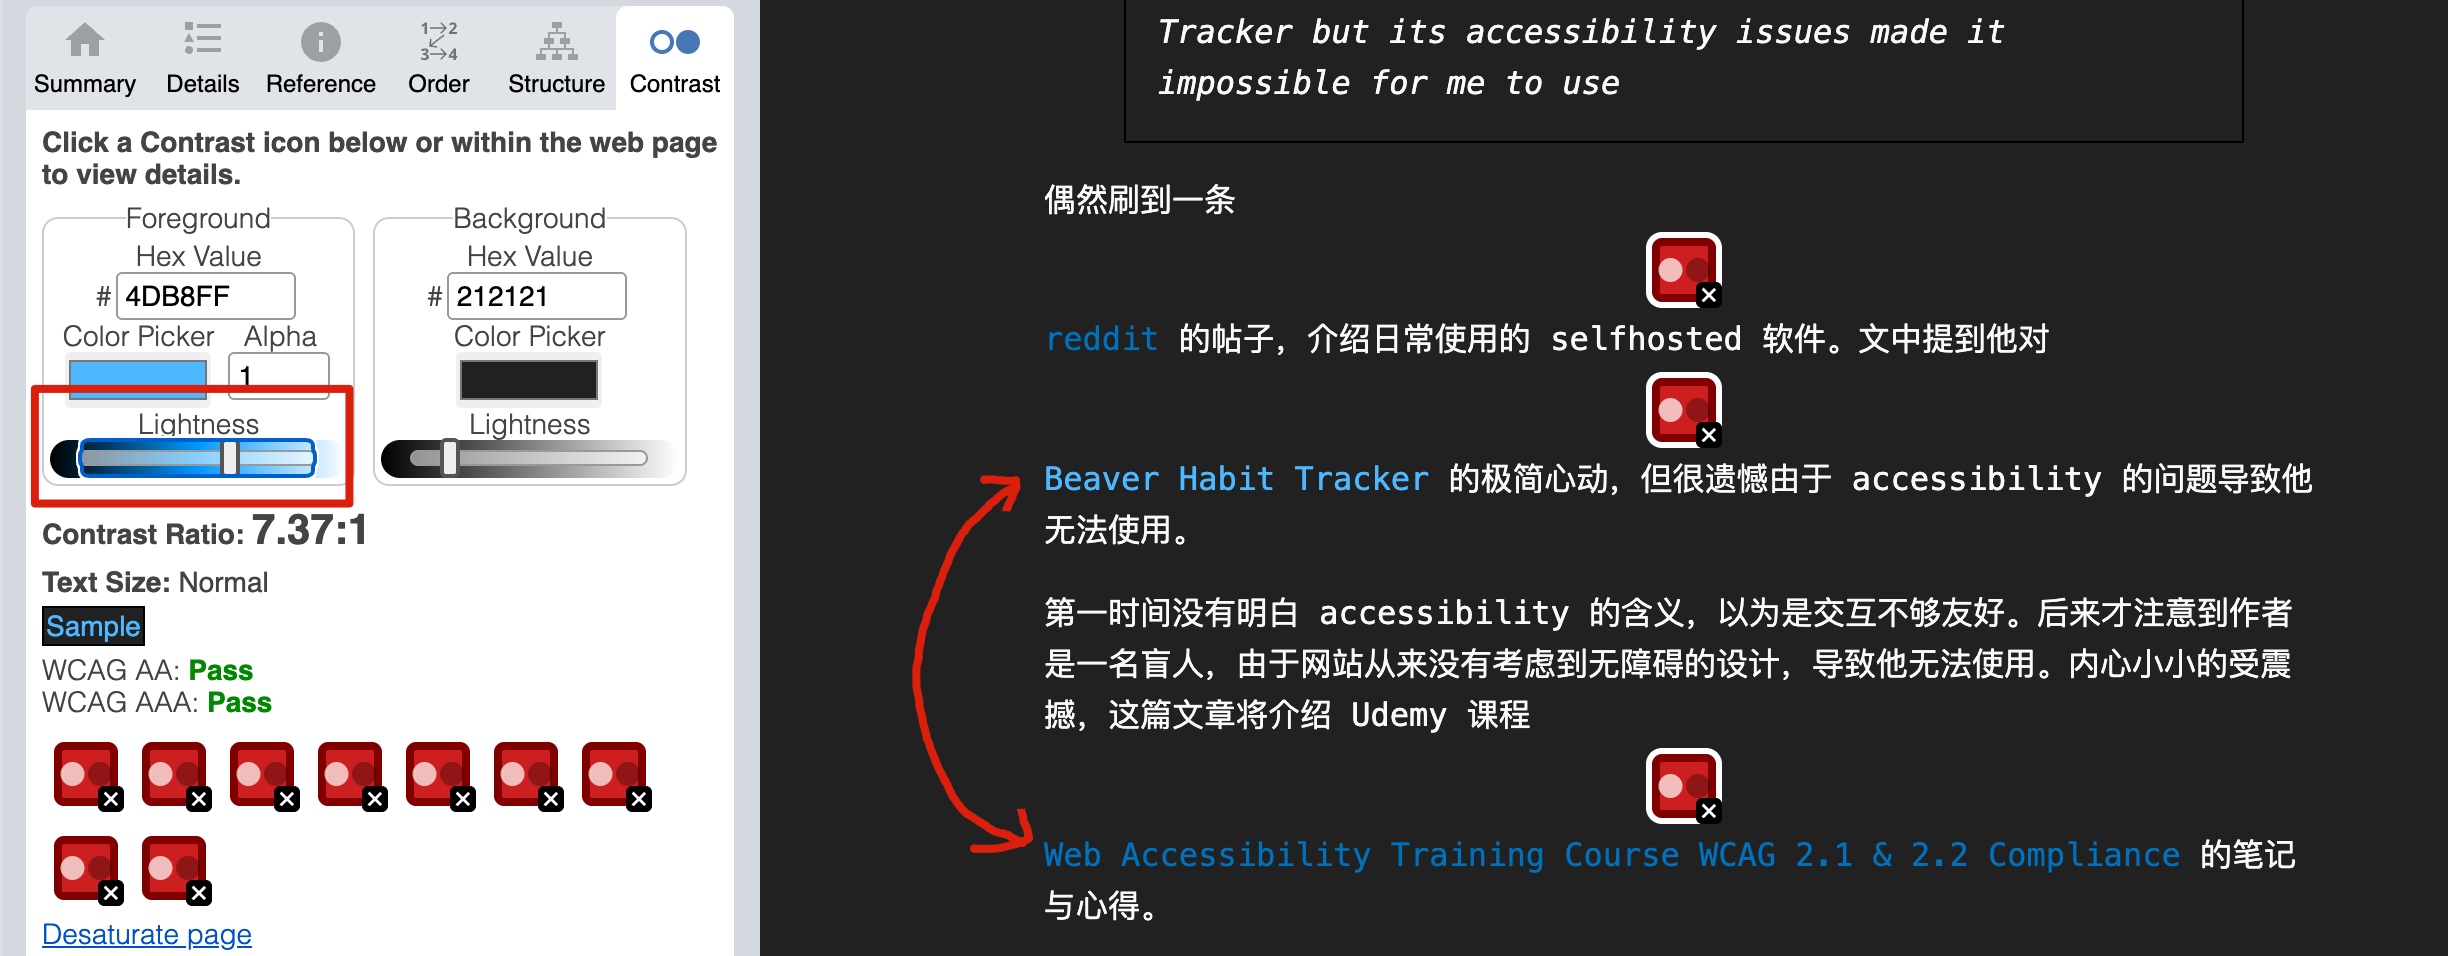 Summary
Details
Reference
1→2
3→4
Order
Structure
Contrast
Click a Contrast icon below or within the web page
to view details.
Foreground
Hex Value
# 4DB8FF
Color Picker
Alpha
1
Lightness
Background
Hex Value
# 212121
Color Picker
Lightness
Contrast Ratio: 7.37:1
Text Size: Normal
Sample
WCAG AA: Pass
WCAG AAA: Pass
Desaturate page
Tracker but its accessibility issues made it
impossible for me to use
偶然刷到一条
reddit 的帖子，介绍日常使用的 selfhosted 软件。文中提到他对
Beaver Habit Tracker 的极简心动，但很遗憾由于 accessibility 的问题导致他
无法使用。
第一时间没有明白 accessibility 的含义，以为是交互不够友好。后来才注意到作者
是一名盲人，由于网站从来没有考虑到无障碍的设计，导致他无法使用。内心小小的受震
撼，这篇文章将介绍 Udemy 课程
Web Accessibility Training Course WCAG 2.1 & 2.2 Compliance 的笔记
与心得。